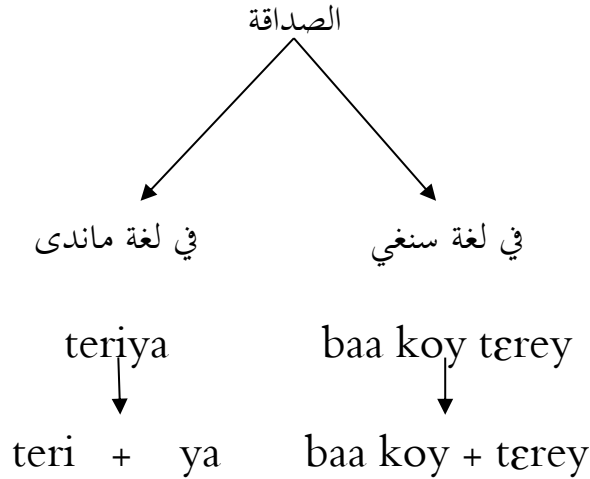 الصداقة
في لغة ماندى
في لغة سنغي
teriya
baa koy tɛrey
teri + ya
baa koy + tɛrey